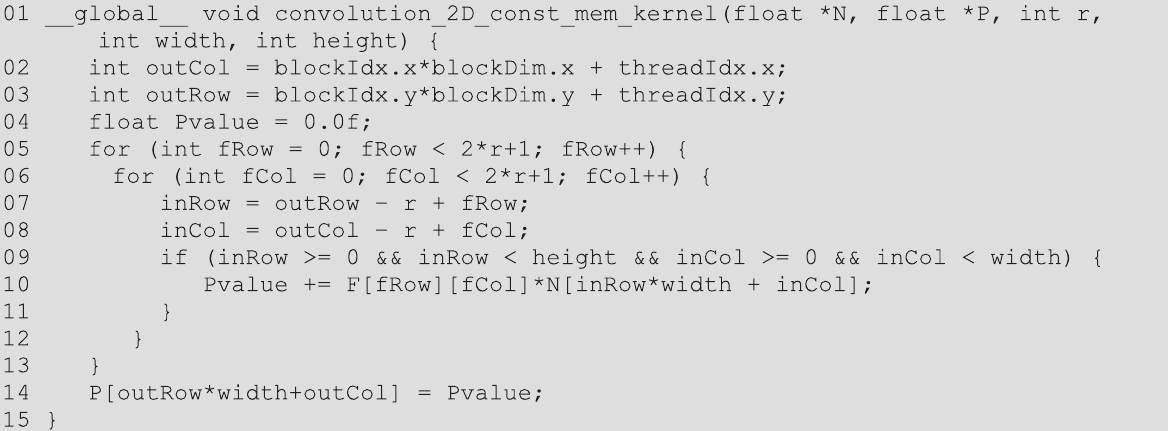 01 __global__ void convolution_2D_const_mem_kernel(float *N, float *P, int r,
int width, int height) {
02 int outCol = blockIdx.x*blockDim.x + threadIdx.x;
03 int outRow = blockIdx.y*blockDim.y + threadIdx.y;
04 float Pvalue = 0.0f;
05 for (int fRow = 0; fRow < 2*r+1; fRow++) {
06 for (int fCol = 0; fCol < 2*r+1; fCol++) {
07 inRow = outRow - r + fRow;
08 inCol = outCol - r + fCol;
09 if (inRow >= 0 && inRow < height && inCol >= 0 && inCol < width) {
10 Pvalue += F[fRow][fCol]*N[inRow*width + inCol];
11 }
12 }
13 }
14 P[outRow*width+outCol] = Pvalue;
15 }